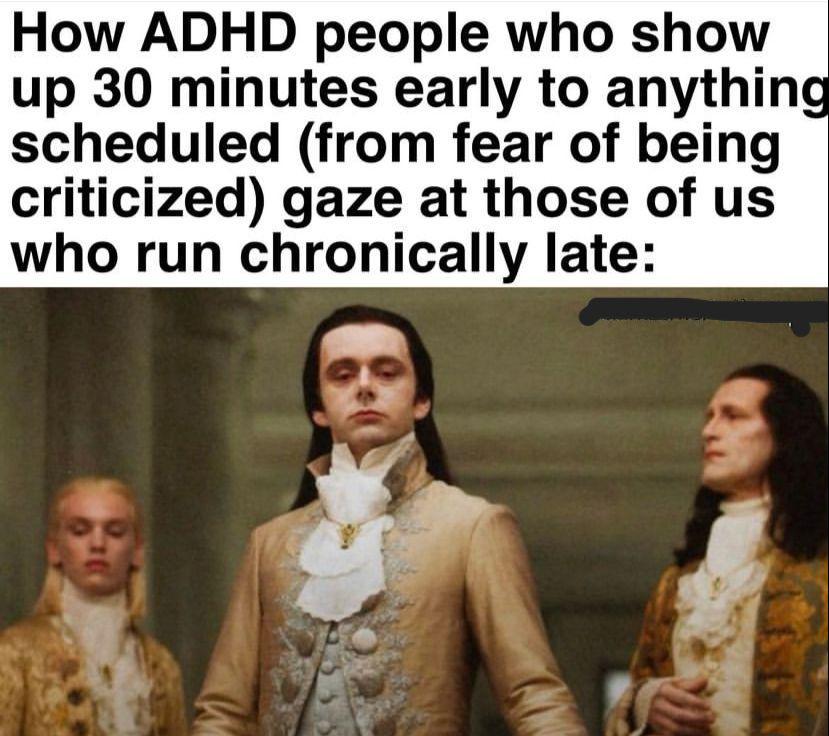 How ADHD people who show
up 30 minutes early to anything
scheduled (from fear of being
criticized) gaze at those of us
who run chronically late: